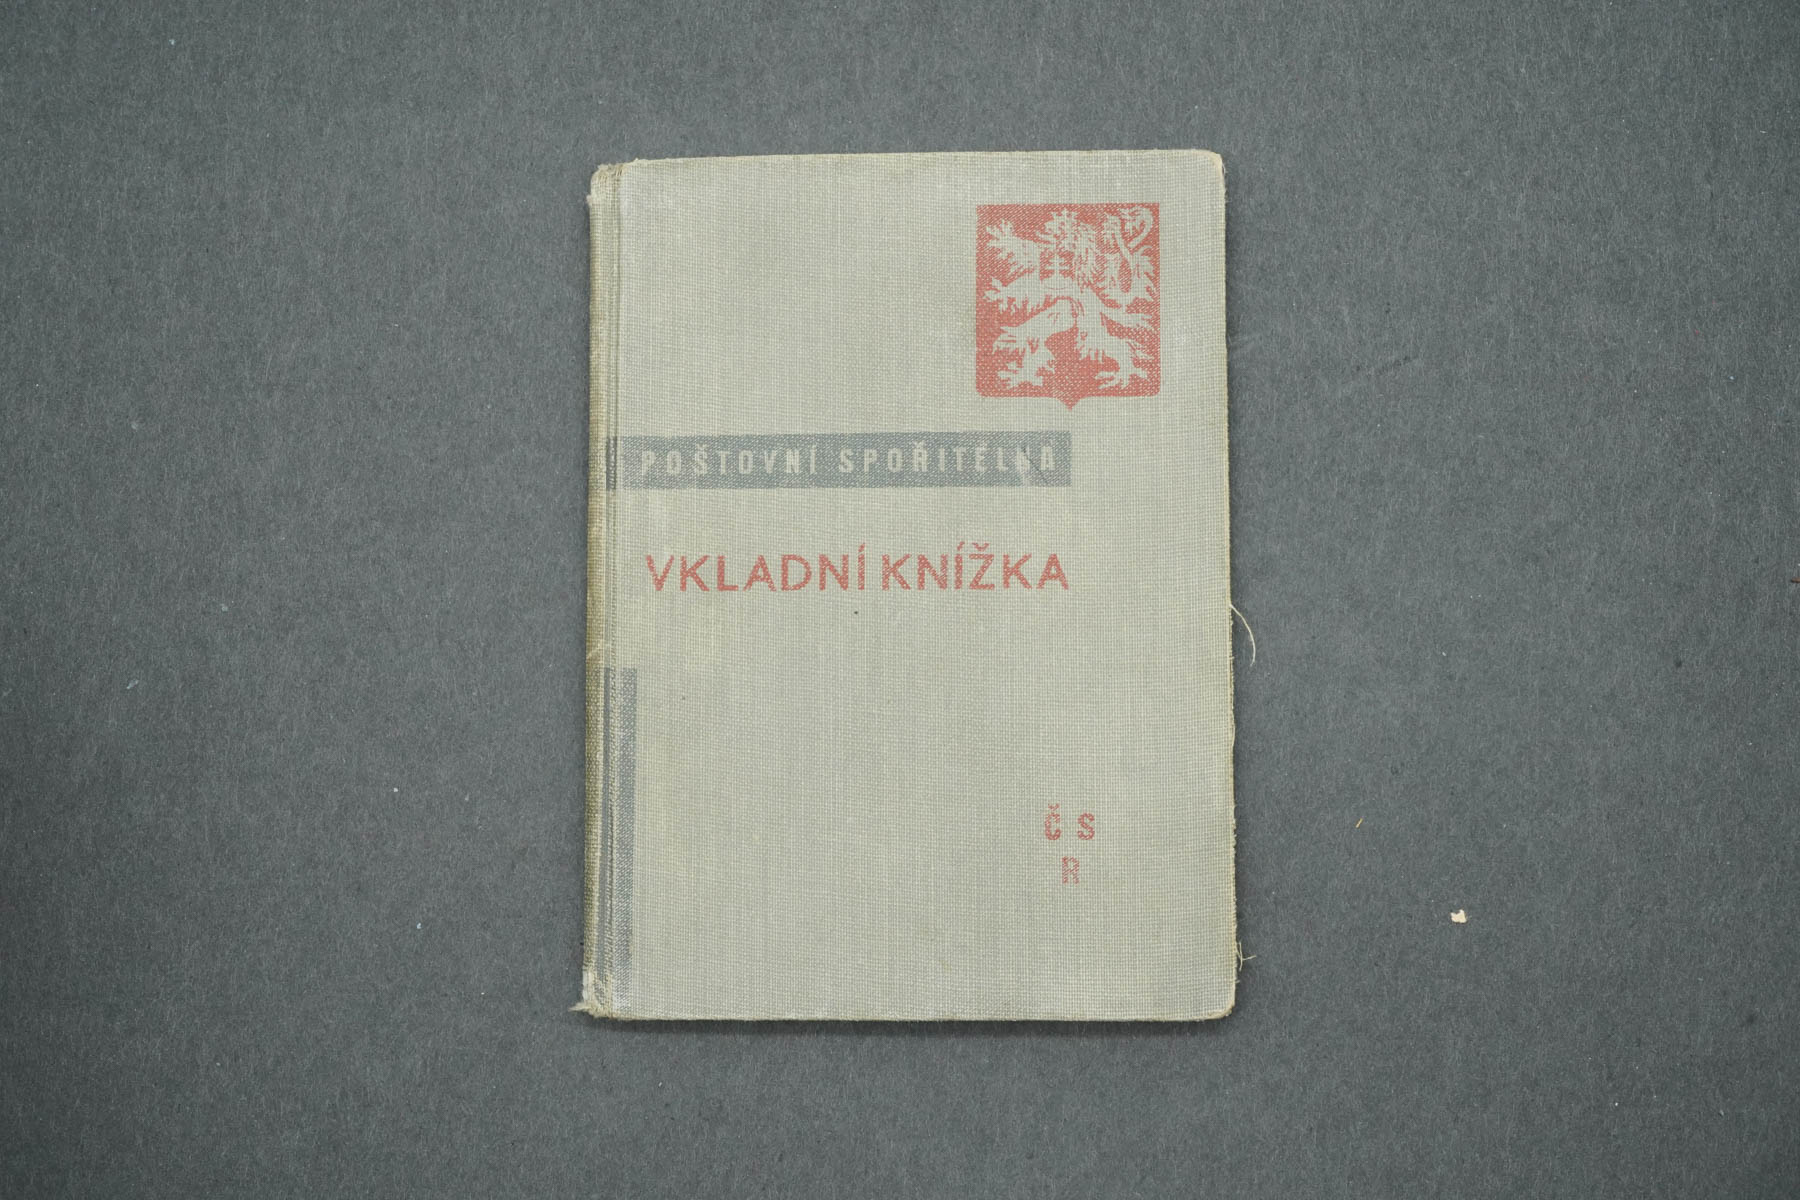 POŠTOVNÍ SPOŘITELNA
VKLADNÍ KNÍŽKA
Č S
R